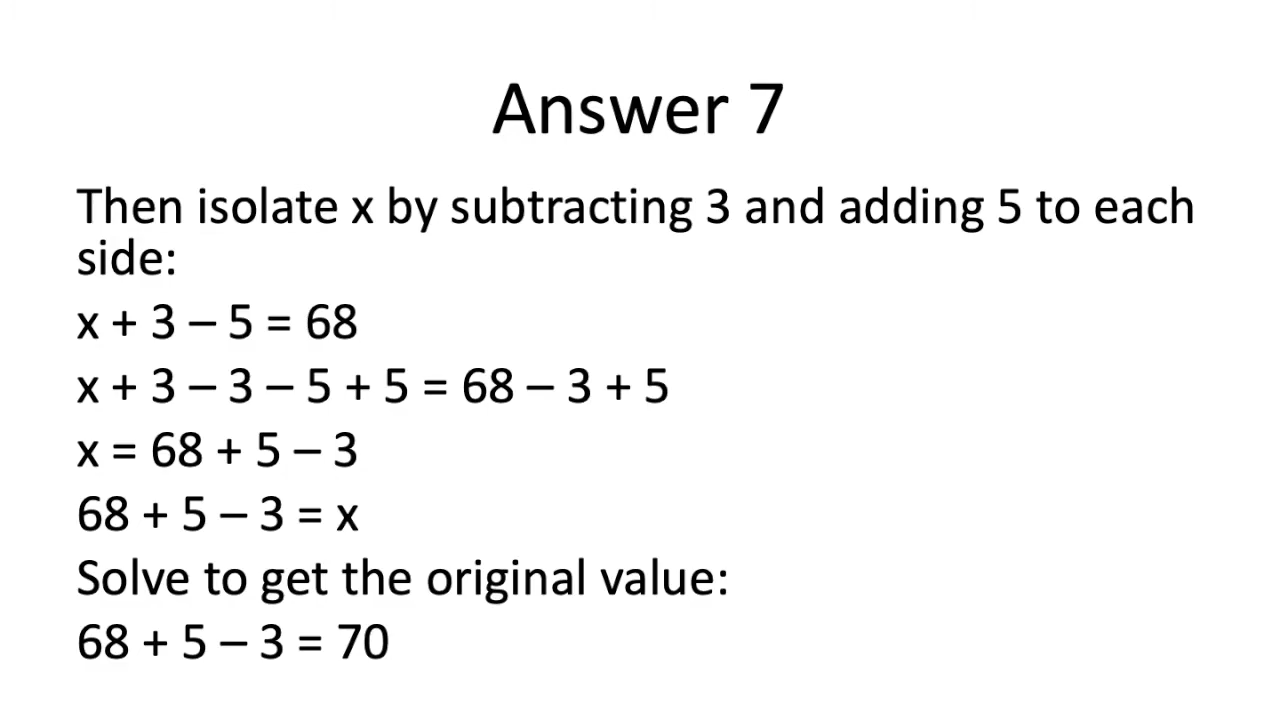 Answer 7
Then isolate x by subtracting 3 and adding 5 to each
side:
x + 3 – 5 = 68
x + 3 – 3 – 5 + 5 = 68 – 3 + 5
x = 68 + 5 – 3
68 + 5 – 3 = x
Solve to get the original value:
68 + 5 – 3 = 70